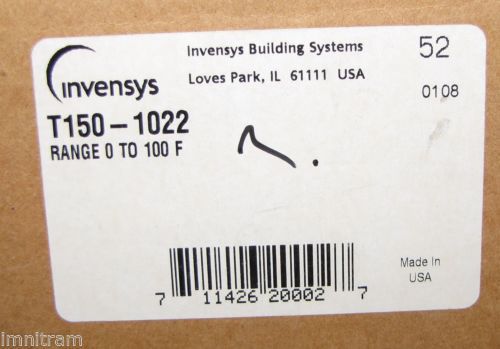 invensys
Invensys Building Systems
Loves Park, IL 61111 USA
52
0108
T150-1022
RANGE 0 TO 100 F
7 11426 20002 7
Made In
USA
imnitram